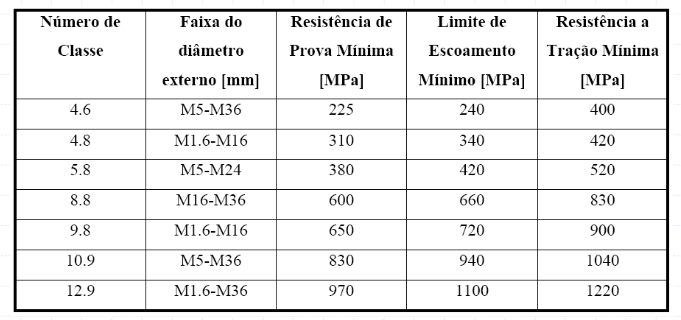 Número de Classe | Faixa do diâmetro externo [mm] | Resistência de Prova Mínima [MPa] | Limite de Escoamento Mínimo [MPa] | Resistência a Tração Mínima [MPa]
4.6 | M5-M36 | 225 | 240 | 400
4.8 | M1.6-M16 | 310 | 340 | 420
5.8 | M5-M24 | 380 | 420 | 520
8.8 | M16-M36 | 600 | 660 | 830
9.8 | M1.6-M16 | 650 | 720 | 900
10.9 | M5-M36 | 830 | 940 | 1040
12.9 | M1.6-M36 | 970 | 1100 | 1220